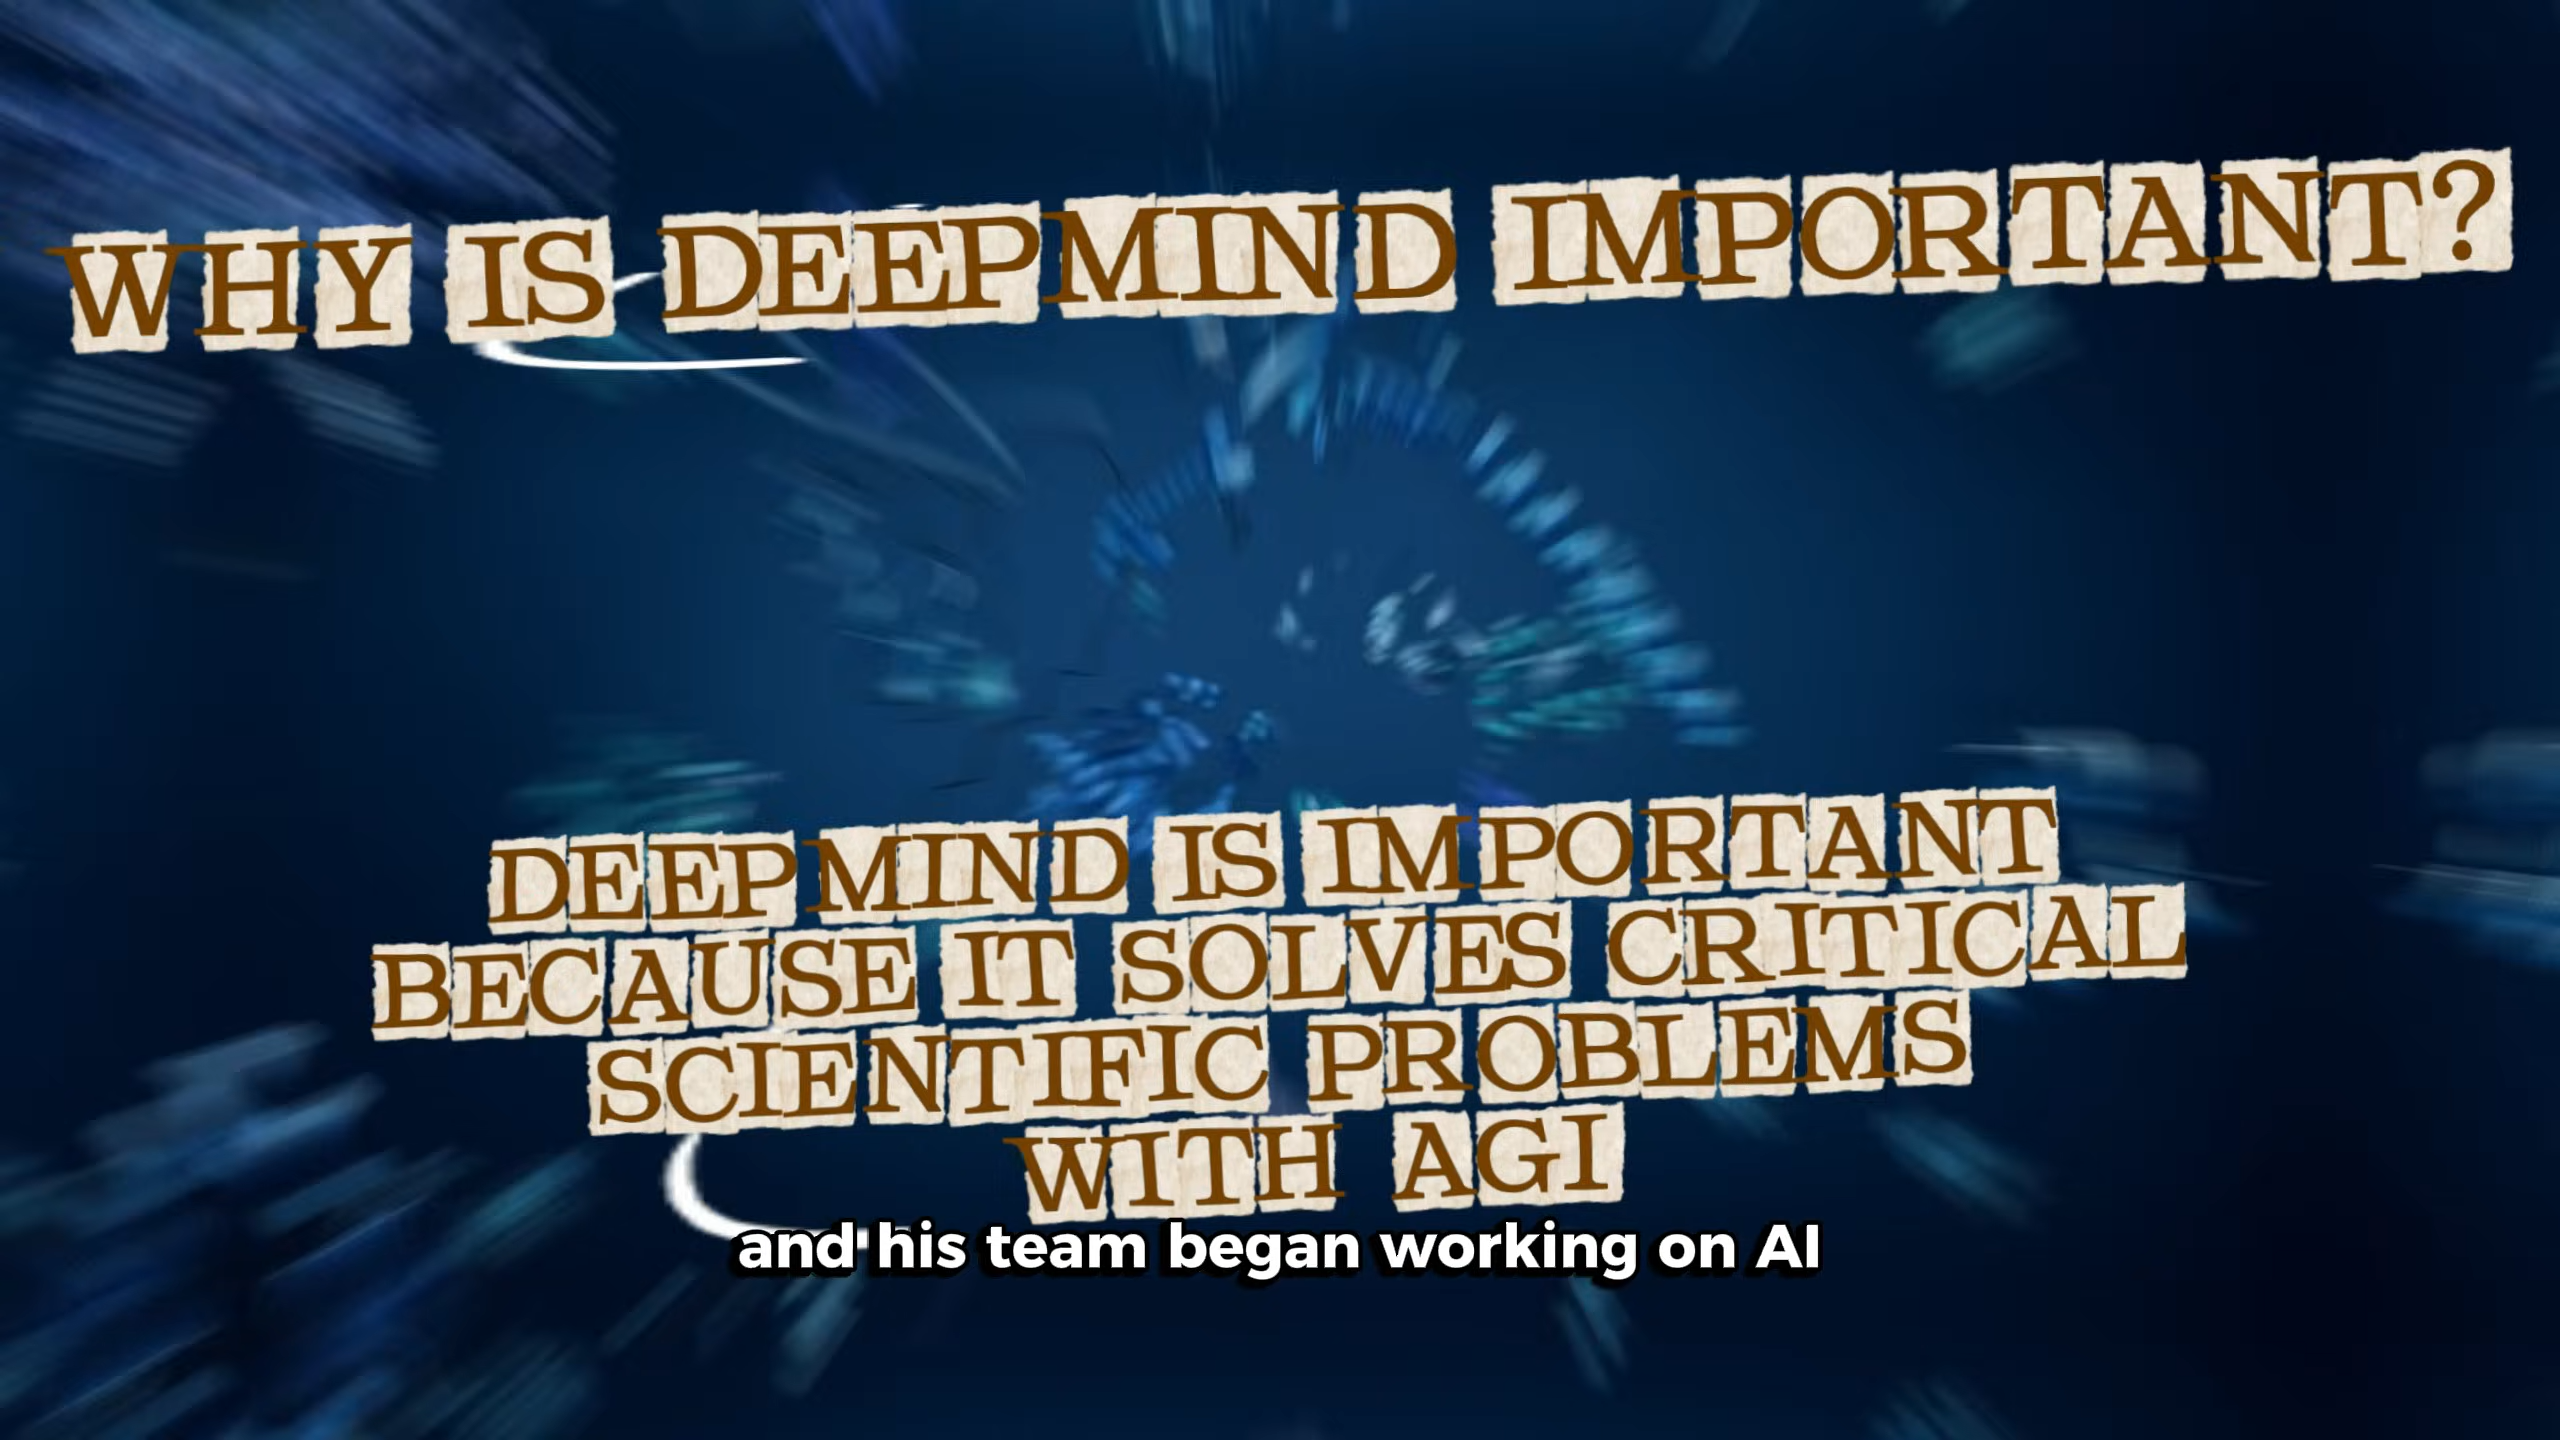 WHY IS DEEPMIND IMPORTANT?
DEEPMIND IS IMPORTANT
BECAUSE IT SOLVES CRITICAL
SCIENTIFIC PROBLEMS
WITH AGI
and his team began working on AI